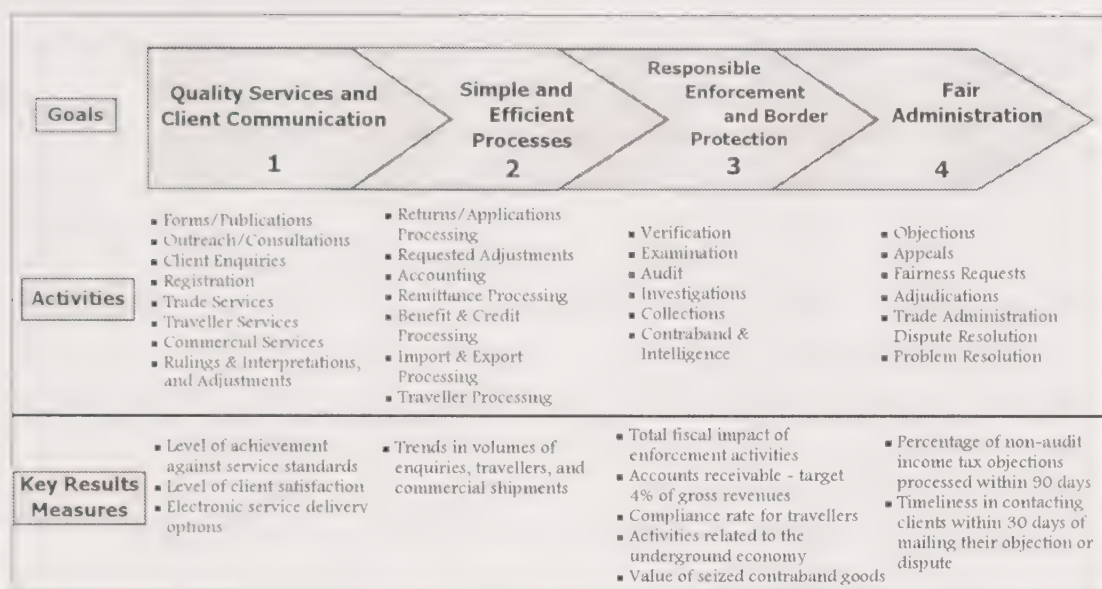 Goals
Quality Services and
Client Communication
1
Simple and
Efficient
Processes
2
Responsible
Enforcement
and Border
Protection
3
Fair
Administration
4
Activities
▪ Forms/Publications
▪ Outreach/Consultations
▪ Client Enquiries
▪ Registration
▪ Trade Services
▪ Traveller Services
▪ Commercial Services
▪ Rulings & Interpretations,
and Adjustments
▪ Returns/Applications
Processing
▪ Requested Adjustments
▪ Accounting
▪ Remittance Processing
▪ Benefit & Credit
Processing
▪ Import & Export
Processing
▪ Traveller Processing
▪ Verification
▪ Examination
▪ Audit
▪ Investigations
▪ Collections
▪ Contraband &
Intelligence
▪ Objections
▪ Appeals
▪ Fairness Requests
▪ Adjudications
▪ Trade Administration
Dispute Resolution
▪ Problem Resolution
Key Results
Measures
▪ Level of achievement
against service standards
▪ Level of client satisfaction
▪ Electronic service delivery
options
▪ Trends in volumes of
enquiries, travellers, and
commercial shipments
▪ Total fiscal impact of
enforcement activities
▪ Accounts receivable - target
4% of gross revenues
▪ Compliance rate for travellers
▪ Activities related to the
underground economy
▪ Value of seized contraband goods
▪ Percentage of non-audit
income tax objections
processed within 90 days
▪ Timeliness in contacting
clients within 30 days of
mailing their objection or
dispute